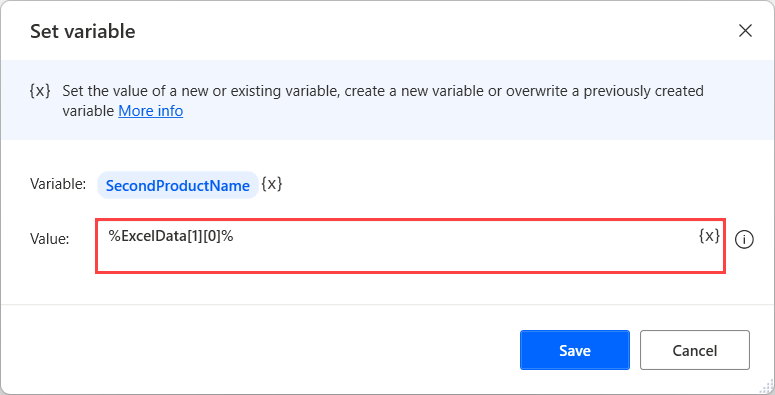 Set variable
{x} Set the value of a new or existing variable, create a new variable or overwrite a previously created
variable More info
Variable: SecondProductName {x}
Value: %ExcelData[1][0]% {x}
Save Cancel